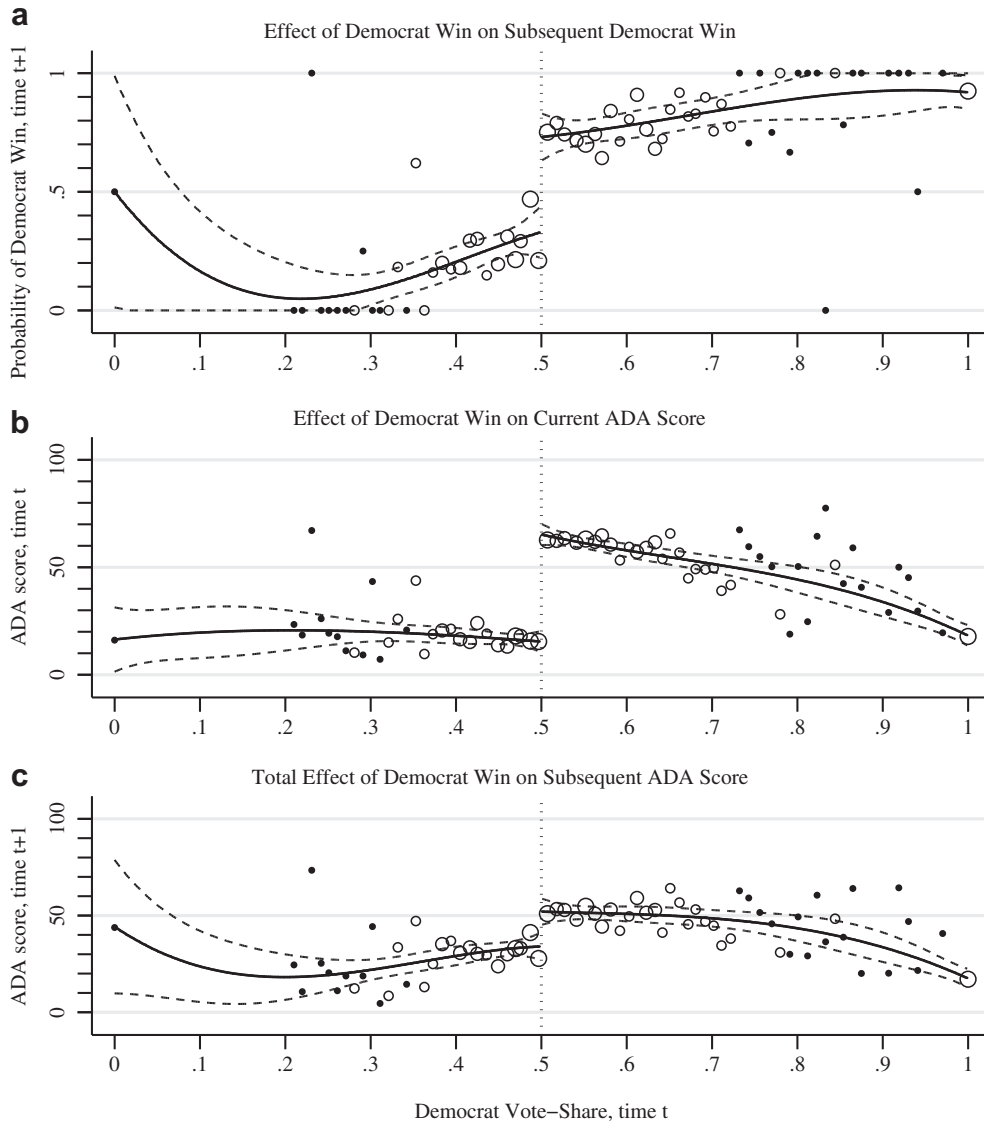 a
Effect of Democrat Win on Subsequent Democrat Win
Probability of Democrat Win, time t+1
1
.5
0
0 .1 .2 .3 .4 .5 .6 .7 .8 .9 1
b
Effect of Democrat Win on Current ADA Score
ADA score, time t
100
50
0
0 .1 .2 .3 .4 .5 .6 .7 .8 .9 1
c
Total Effect of Democrat Win on Subsequent ADA Score
ADA score, time t+1
100
50
0
0 .1 .2 .3 .4 .5 .6 .7 .8 .9 1
Democrat Vote−Share, time t